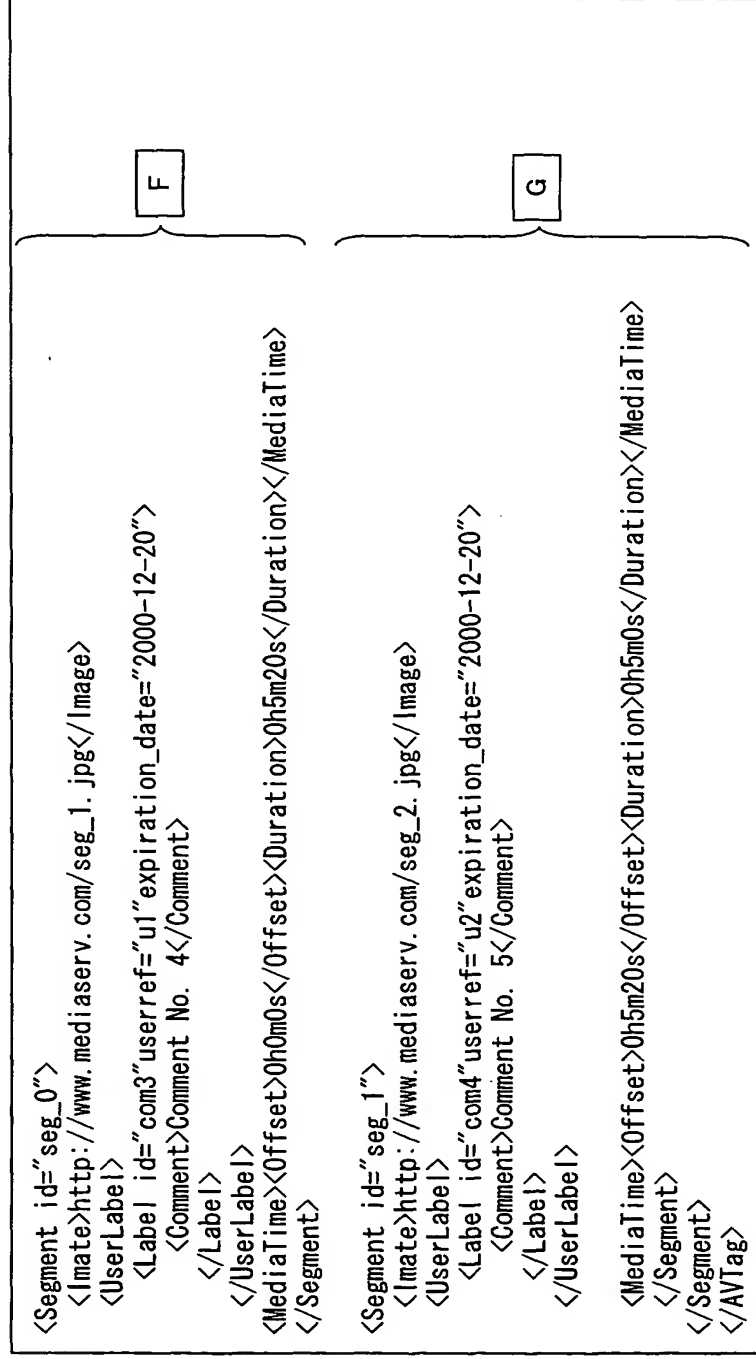 <Segment id="seg_0">
<Imate>http://www.mediaserv.com/seg_1.jpg</Image>
<UserLabel>
<Label id="com3"userref="u1"expiration_date="2000-12-20">
<Comment>Comment No. 4</Comment>
</Label>
</UserLabel>
<MediaTime><Offset>0h0m0s</Offset><Duration>0h5m20s</Duration></MediaTime>
</Segment>
F
<Segment id="seg_1">
<Imate>http://www.mediaserv.com/seg_2.jpg</Image>
<UserLabel>
<Label id="com4"userref="u2"expiration_date="2000-12-20">
<Comment>Comment No. 5</Comment>
</Label>
</UserLabel>
<MediaTime><Offset>0h5m20s</Offset><Duration>0h5m0s</Duration></MediaTime>
</Segment>
</Segment>
</AVTag>
G